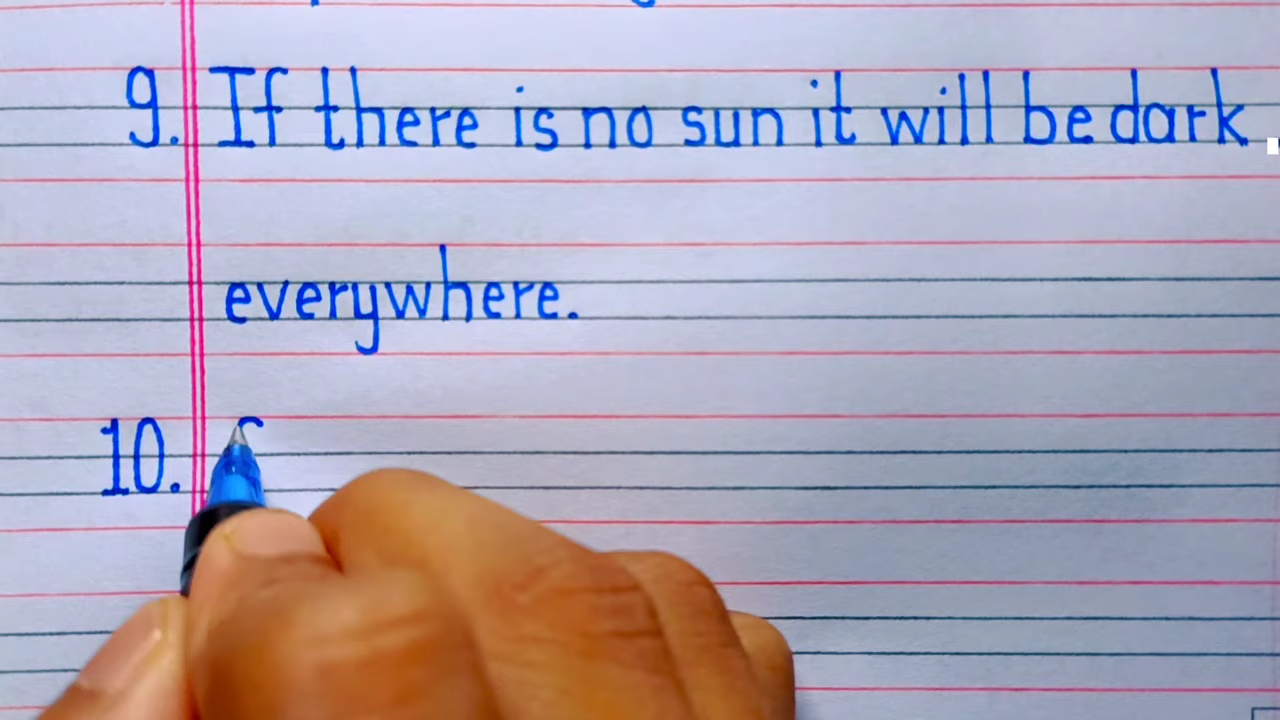 9. If there is no sun it will be dark
everywhere.
10.